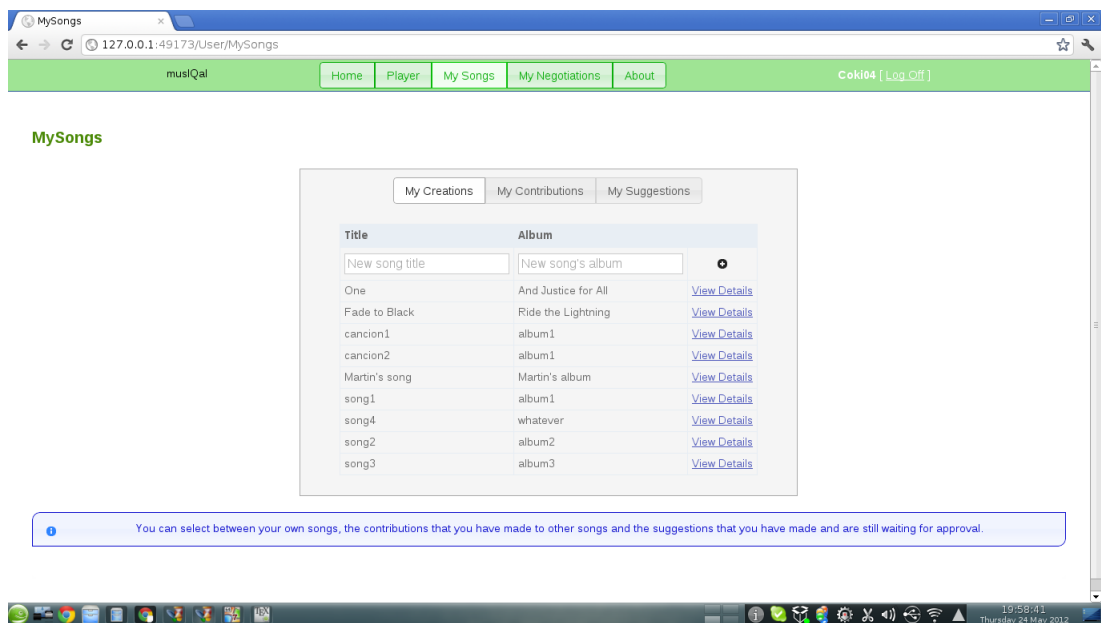 MySongs
127.0.0.1:49173/User/MySongs
musIQal Home Player My Songs My Negotiations About Coki04 [ Log Off ]
MySongs
My Creations My Contributions My Suggestions
Title Album
New song title New song's album
One And Justice for All View Details
Fade to Black Ride the Lightning View Details
cancion1 album1 View Details
cancion2 album1 View Details
Martin's song Martin's album View Details
song1 album1 View Details
song4 whatever View Details
song2 album2 View Details
song3 album3 View Details
You can select between your own songs, the contributions that you have made to other songs and the suggestions that you have made and are still waiting for approval.
19:58:41
Thursday 24 May 2012